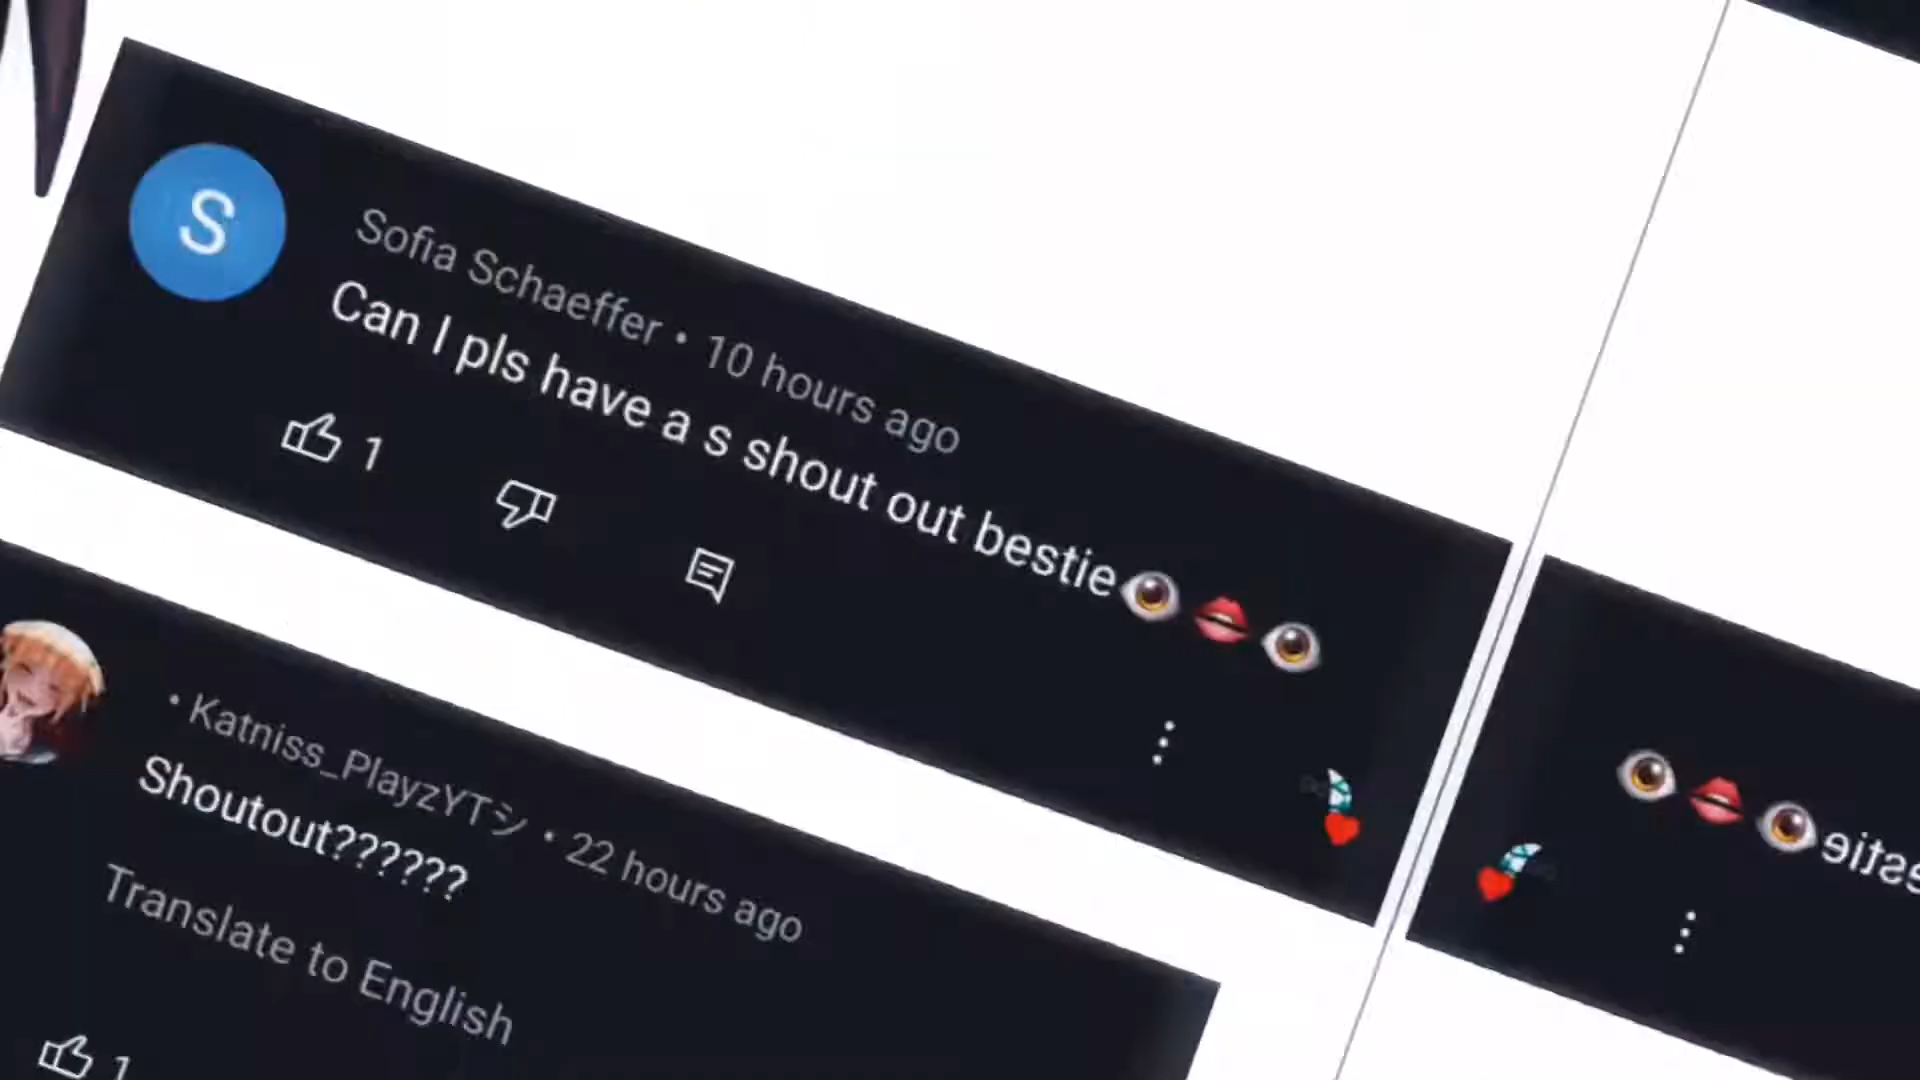 S
Sofia Schaeffer • 10 hours ago
Can I pls have a s shout out bestie👁️👄👁️
1
• Katniss_PlayzYTシ • 22 hours ago
Shoutout??????
Translate to English
1